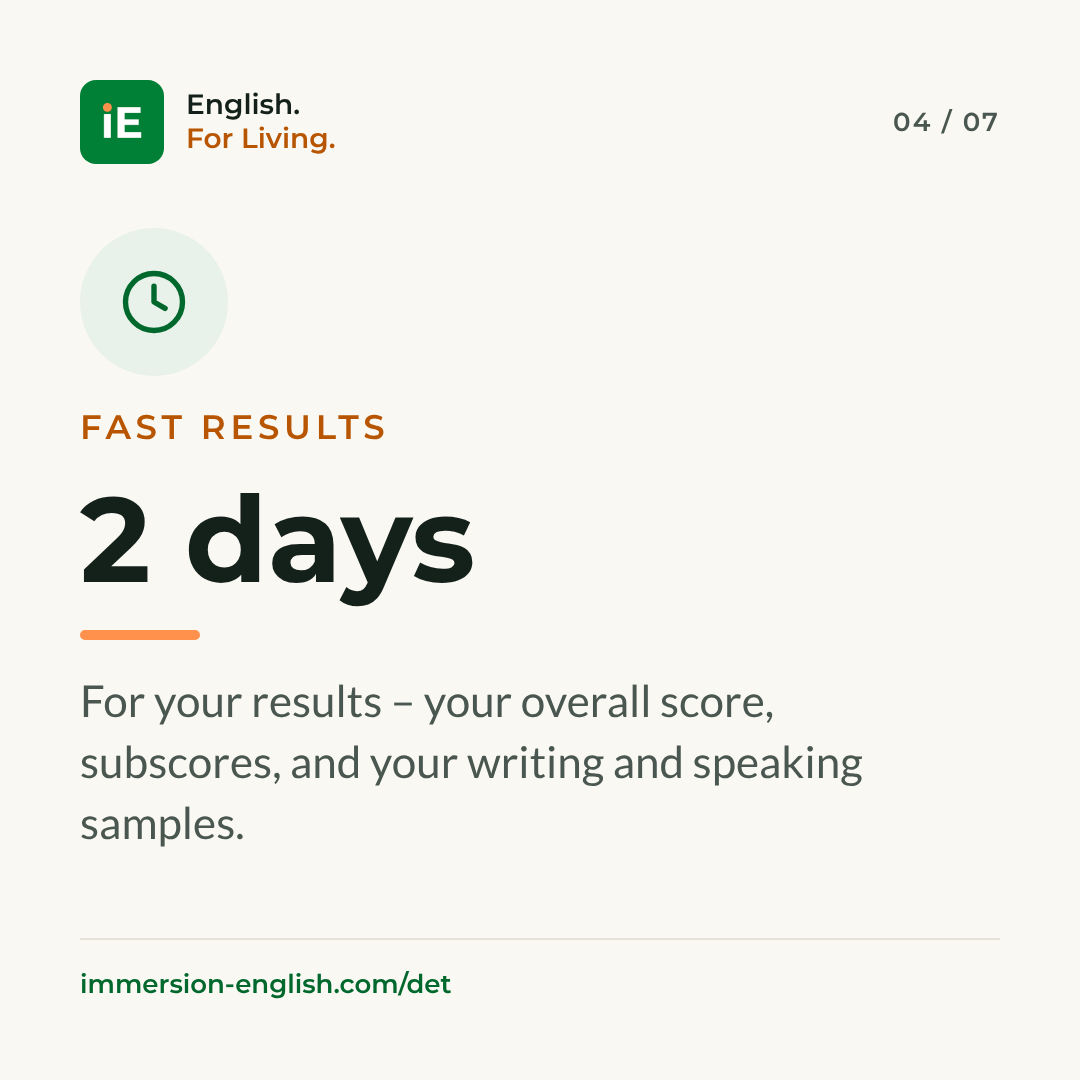 iE
English.
For Living.
04 / 07
FAST RESULTS
2 days
For your results – your overall score,
subscores, and your writing and speaking
samples.
immersion-english.com/det